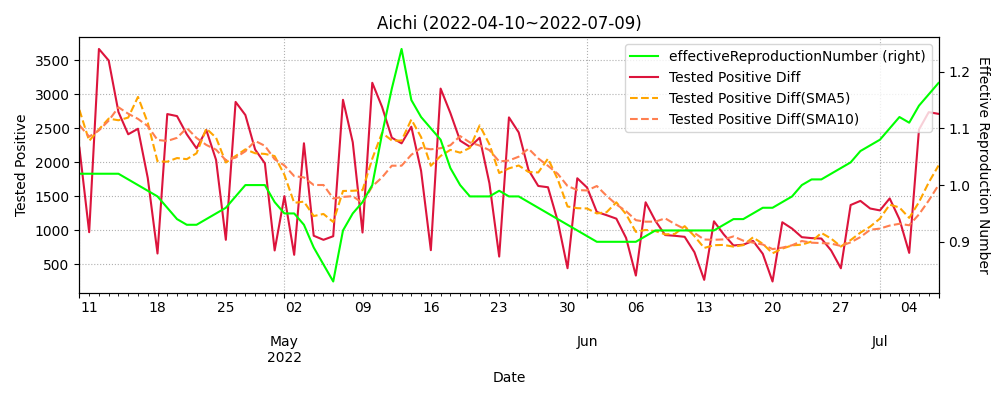 Aichi (2022-04-10~2022-07-09)
effectiveReproductionNumber (right)
Tested Positive Diff
Tested Positive Diff(SMA5)
Tested Positive Diff(SMA10)
Tested Positive
3500
3000
2500
2000
1500
1000
500
1.2
1.1
1.0
0.9
Effective Reproduction Number
11 18 25 02 09 16 23 30 06 13 20 27 04
May Jun Jul
2022
Date